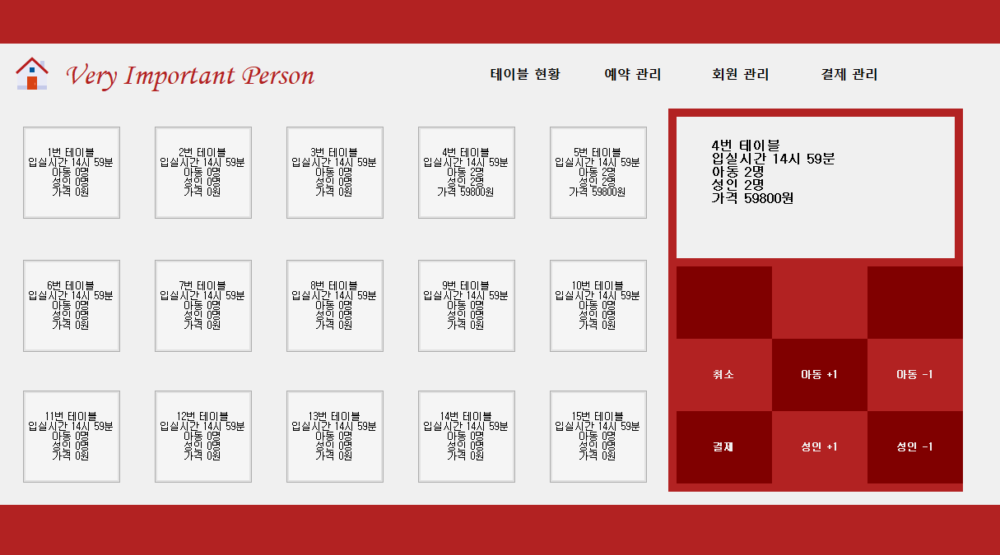 Very Important Person
테이블 현황
예약 관리
회원 관리
결제 관리
1번 테이블
입실시간 14시 59분
아동 0명
성인 0명
가격 0원
2번 테이블
입실시간 14시 59분
아동 0명
성인 0명
가격 0원
3번 테이블
입실시간 14시 59분
아동 0명
성인 0명
가격 0원
4번 테이블
입실시간 14시 59분
아동 2명
성인 2명
가격 59800원
5번 테이블
입실시간 14시 59분
아동 2명
성인 2명
가격 59800원
6번 테이블
입실시간 14시 59분
아동 0명
성인 0명
가격 0원
7번 테이블
입실시간 14시 59분
아동 0명
성인 0명
가격 0원
8번 테이블
입실시간 14시 59분
아동 0명
성인 0명
가격 0원
9번 테이블
입실시간 14시 59분
아동 0명
성인 0명
가격 0원
10번 테이블
입실시간 14시 59분
아동 0명
성인 0명
가격 0원
11번 테이블
입실시간 14시 59분
아동 0명
성인 0명
가격 0원
12번 테이블
입실시간 14시 59분
아동 0명
성인 0명
가격 0원
13번 테이블
입실시간 14시 59분
아동 0명
성인 0명
가격 0원
14번 테이블
입실시간 14시 59분
아동 0명
성인 0명
가격 0원
15번 테이블
입실시간 14시 59분
아동 0명
성인 0명
가격 0원
4번 테이블
입실시간 14시 59분
아동 2명
성인 2명
가격 59800원
취소
아동 +1
아동 -1
결제
성인 +1
성인 -1